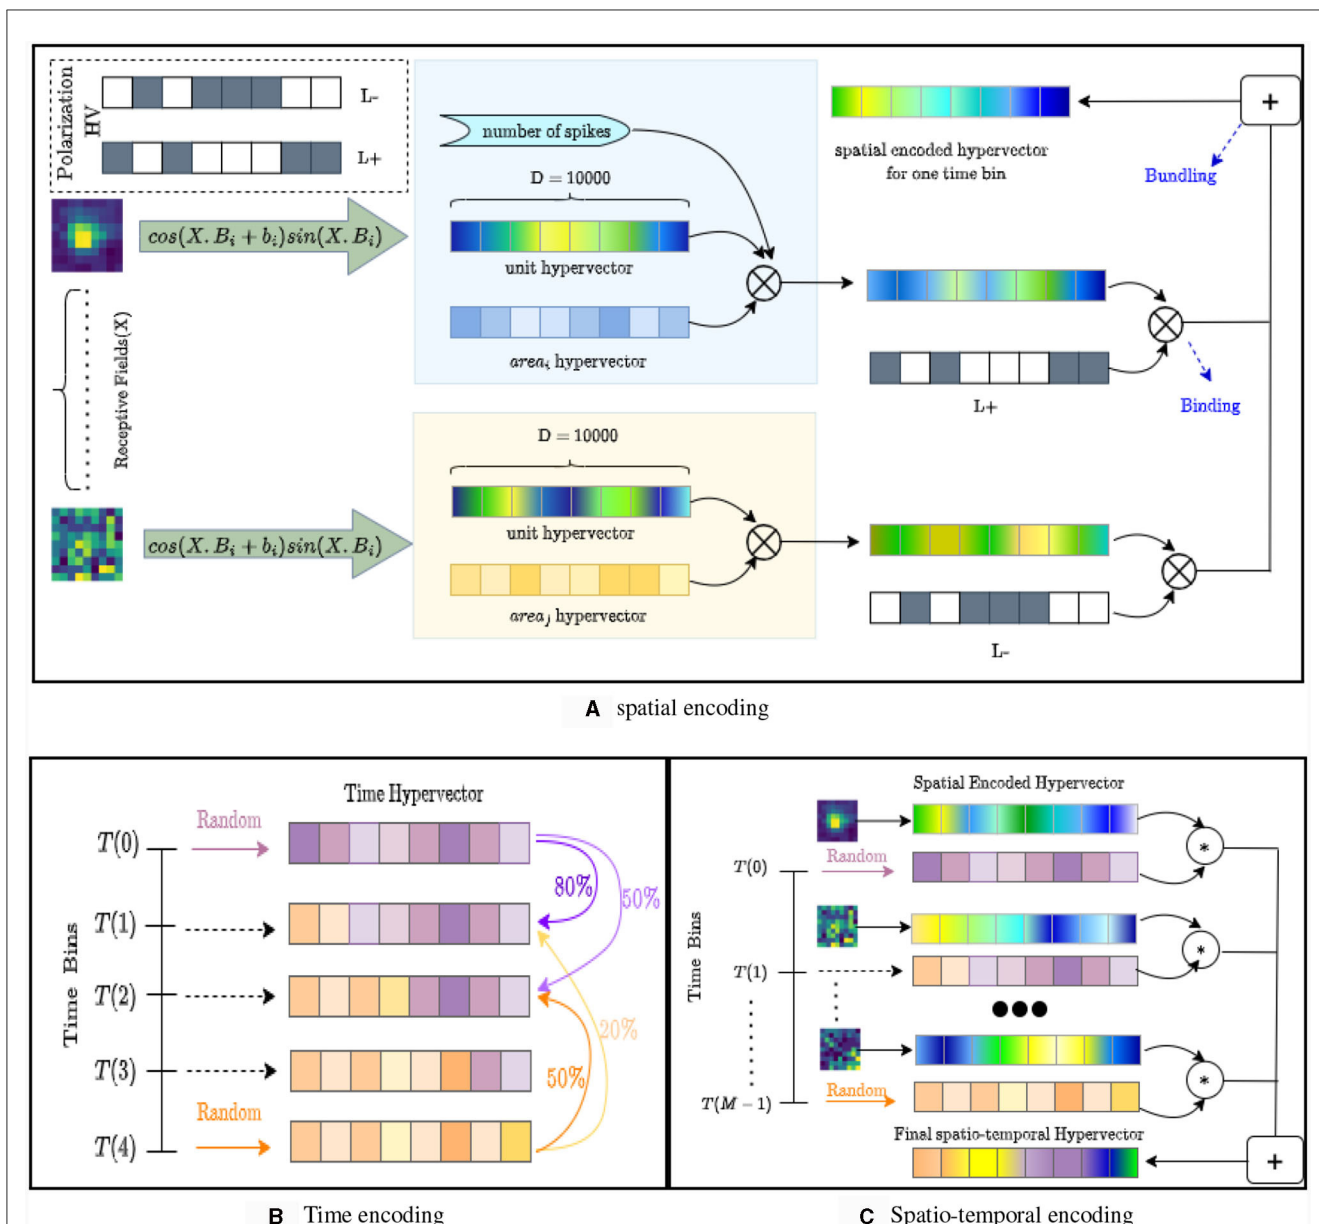 Polarization
HV
L-
L+
number of spikes
D = 10000
unit hypervector
area_i hypervector
cos(X.B_i + b_i)sin(X.B_i)
Receptive Fields(X)
cos(X.B_i + b_i)sin(X.B_i)
D = 10000
unit hypervector
area_j hypervector
spatial encoded hypervector
for one time bin
+
Bundling
L+
Binding
L-
A spatial encoding
Time Hypervector
Time Bins
T(0)
Random
T(1)
T(2)
T(3)
Random
T(4)
80%
50%
20%
50%
B Time encoding
Spatial Encoded Hypervector
Time Bins
T(0)
Random
*
T(1)
*
T(M − 1)
Random
*
Final spatio-temporal Hypervector
+
C Spatio-temporal encoding